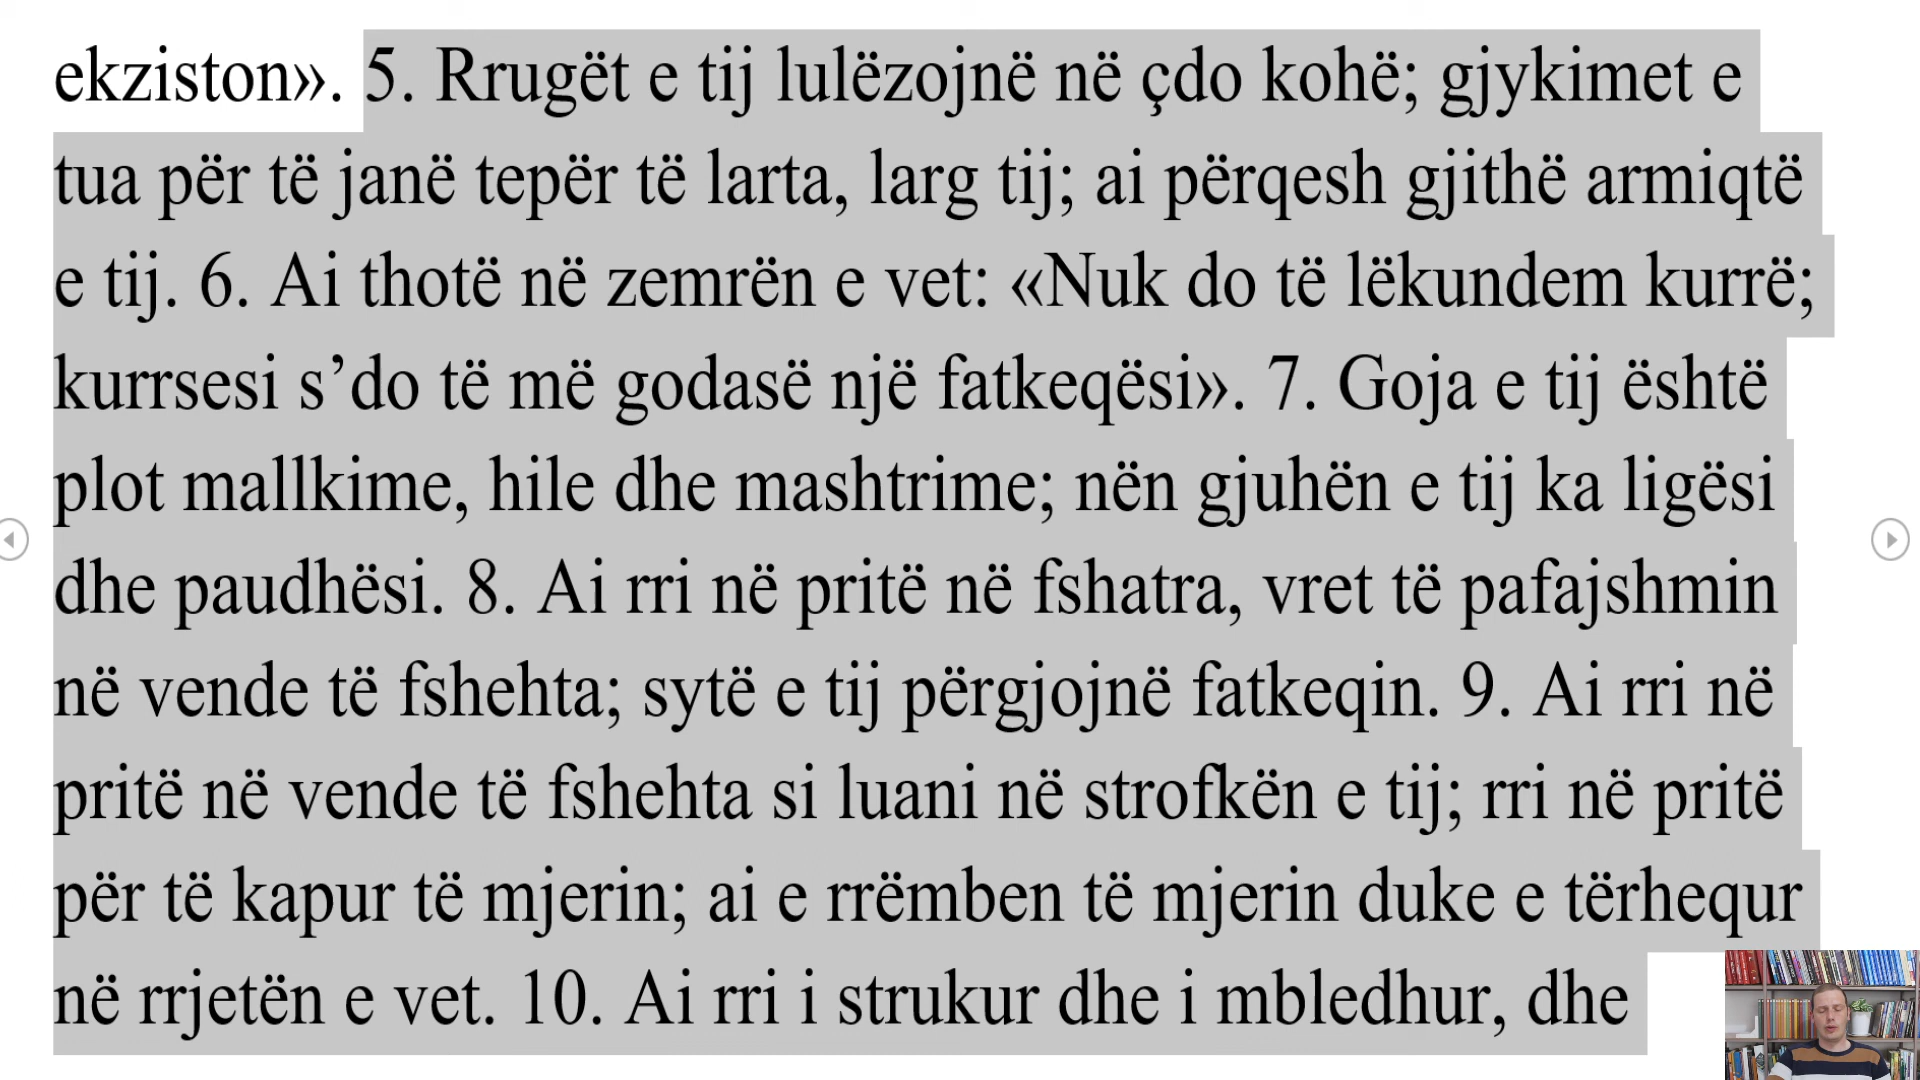 ekziston». 5. Rrugët e tij lulëzojnë në çdo kohë; gjykimet e
tua për të janë tepër të larta, larg tij; ai përqesh gjithë armiqtë
e tij. 6. Ai thotë në zemrën e vet: «Nuk do të lëkundem kurrë;
kurrsesi s’do të më godasë një fatkeqësi». 7. Goja e tij është
plot mallkime, hile dhe mashtrime; nën gjuhën e tij ka ligësi
dhe paudhësi. 8. Ai rri në pritë në fshatra, vret të pafajshmin
në vende të fshehta; sytë e tij përgjojnë fatkeqin. 9. Ai rri në
pritë në vende të fshehta si luani në strofkën e tij; rri në pritë
për të kapur të mjerin; ai e rrëmben të mjerin duke e tërhequr
në rrjetën e vet. 10. Ai rri i strukur dhe i mbledhur, dhe